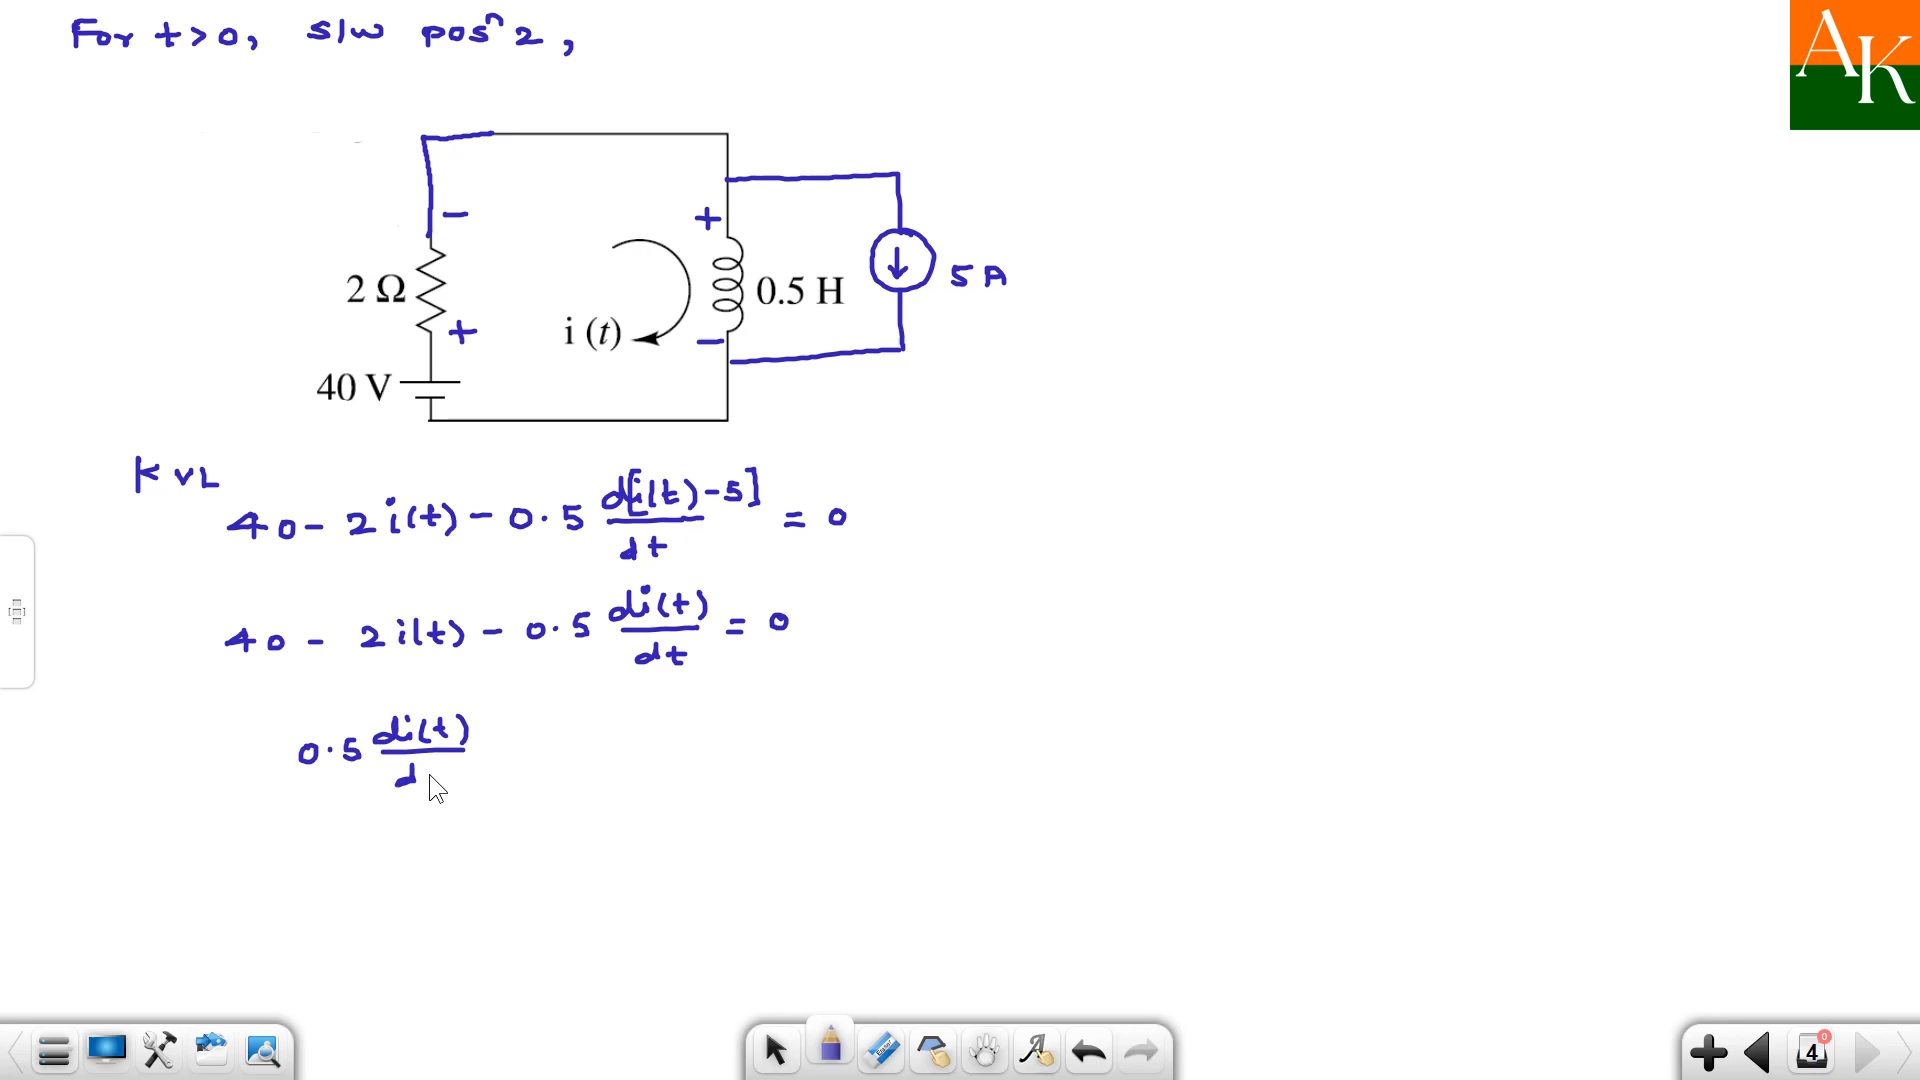 For t > 0, s/w posⁿ 2,
AK
+
−
2 Ω
+
−
i (t)
0.5 H
5 A
40 V
KVL
40 - 2 i(t) - 0.5 d[i(t) - 5]/dt = 0
40 - 2 i(t) - 0.5 di(t)/dt = 0
0.5 di(t)/d
4
0